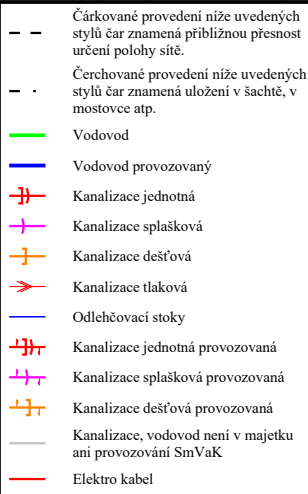 Čárkované provedení níže uvedených
stylů čar znamená přibližnou přesnost
určení polohy sítě.
Čerchované provedení níže uvedených
stylů čar znamená uložení v šachtě, v
mostovce atp.
Vodovod
Vodovod provozovaný
Kanalizace jednotná
Kanalizace splašková
Kanalizace dešťová
Kanalizace tlaková
Odlehčovací stoky
Kanalizace jednotná provozovaná
Kanalizace splašková provozovaná
Kanalizace dešťová provozovaná
Kanalizace, vodovod není v majetku
ani provozování SmVaK
Elektro kabel